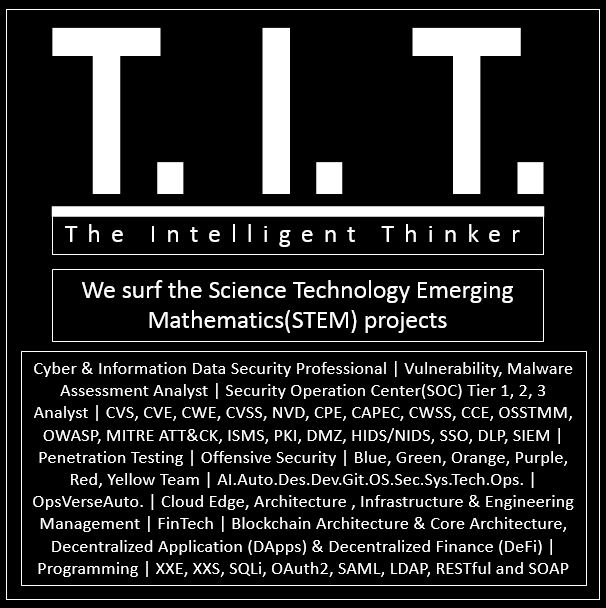 T. I. T.
The Intelligent Thinker
We surf the Science Technology Emerging
Mathematics(STEM) projects
Cyber & Information Data Security Professional | Vulnerability, Malware
Assessment Analyst | Security Operation Center(SOC) Tier 1, 2, 3
Analyst | CVS, CVE, CWE, CVSS, NVD, CPE, CAPEC, CWSS, CCE, OSSTMM,
OWASP, MITRE ATT&CK, ISMS, PKI, DMZ, HIDS/NIDS, SSO, DLP, SIEM |
Penetration Testing | Offensive Security | Blue, Green, Orange, Purple,
Red, Yellow Team | AI.Auto.Des.Dev.Git.OS.Sec.Sys.Tech.Ops. |
OpsVerseAuto. | Cloud Edge, Architecture , Infrastructure & Engineering
Management | FinTech | Blockchain Architecture & Core Architecture,
Decentralized Application (DApps) & Decentralized Finance (DeFi) |
Programming | XXE, XXS, SQLi, OAuth2, SAML, LDAP, RESTful and SOAP